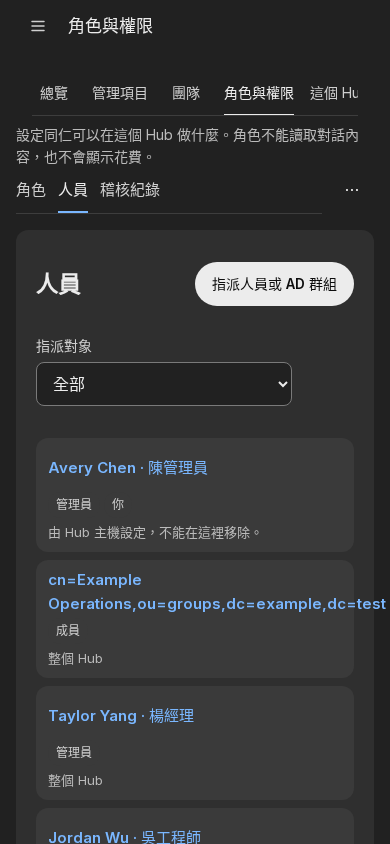 角色與權限
總覽 管理項目 團隊 角色與權限 這個 Hu
設定同仁可以在這個 Hub 做什麼。角色不能讀取對話內
容，也不會顯示花費。
角色 人員 稽核紀錄 ···
人員
指派人員或 AD 群組
指派對象
全部
Avery Chen · 陳管理員
管理員 你
由 Hub 主機設定，不能在這裡移除。
cn=Example
Operations,ou=groups,dc=example,dc=test
成員
整個 Hub
Taylor Yang · 楊經理
管理員
整個 Hub
Jordan Wu · 吳工程師